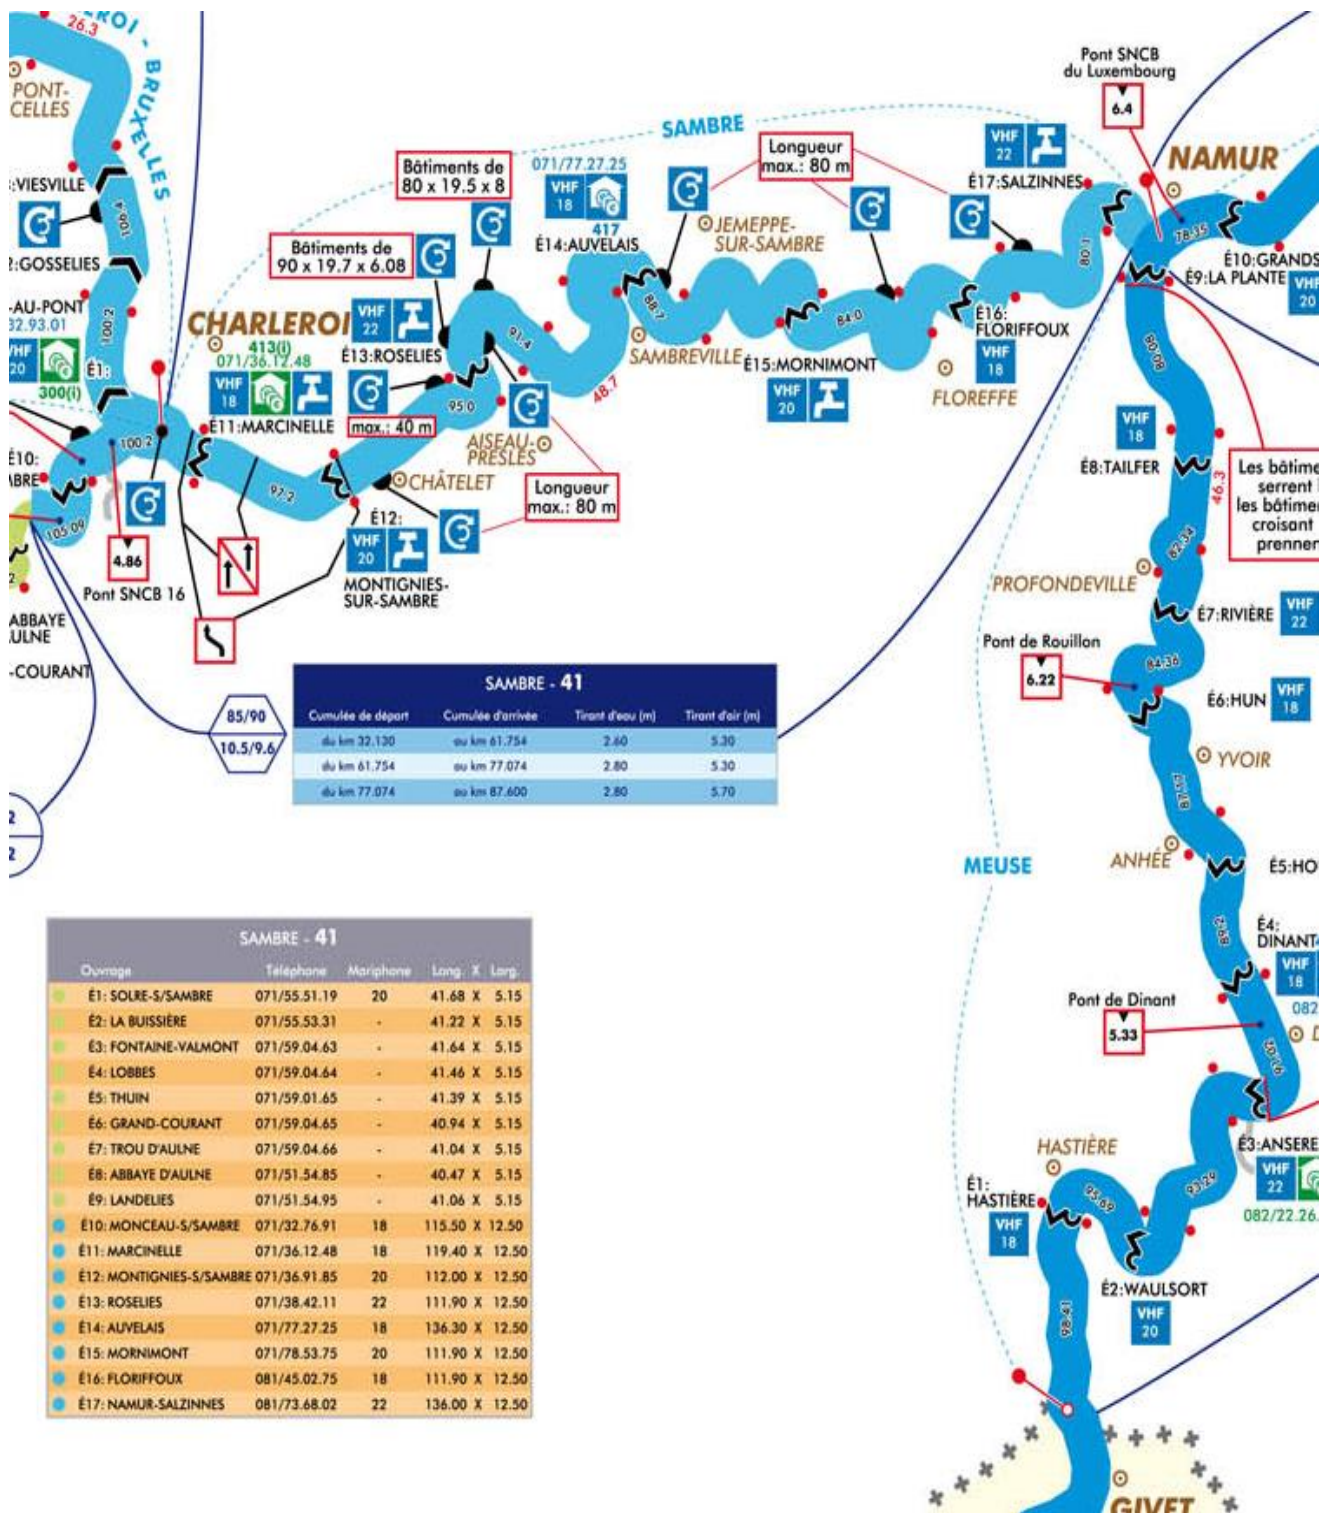 26.3
BRUXELLES
PONT-
CELLES
:VIESVILLE
106.4
:GOSSELIES
-AU-PONT
32.93.01
VHF
20
300(i)
É1:
100.2
É10:
BRE
100.2
105.09
4.86
Pont SNCB 16
ABBAYE
ULNE
-COURANT
CHARLEROI
413(i)
071/36.12.48
VHF
18
É11:MARCINELLE
97.2
Bâtiments de
90 x 19.7 x 6.08
Bâtiments de
80 x 19.5 x 8
VHF
22
É13:ROSELIES
max.: 40 m
95.0
91.4
AISEAU-
PRESLES
CHÂTELET
Longueur
max.: 80 m
É12:
VHF
20
MONTIGNIES-
SUR-SAMBRE
48.7
071/77.27.25
VHF
18
417
É14:AUVELAIS
88.7
SAMBREVILLE
JEMEPPE-
SUR-SAMBRE
SAMBRE
Longueur
max.: 80 m
É15:MORNIMONT
VHF
20
84.0
É16:
FLORIFFOUX
VHF
18
FLOREFFE
VHF
22
É17:SALZINNES
80.1
Pont SNCB
du Luxembourg
6.4
NAMUR
78.35
É10:GRANDS
É9:LA PLANTE
VHF
20
80.08
VHF
18
É8:TAILFER
46.3
Les bâtime
serrent
les bâtimen
croisant
prennen
82.34
PROFONDEVILLE
É7:RIVIÈRE
VHF
22
Pont de Rouillon
6.22
84.36
É6:HUN
VHF
18
YVOIR
ANHÉE
É5:HO
89.2
É4:
DINANT
VHF
18
082
Pont de Dinant
5.33
MEUSE
É3:ANSERE
VHF
22
082/22.26.
HASTIÈRE
É1:
HASTIÈRE
VHF
18
95.69
93.29
É2:WAULSORT
VHF
20
98.41
GIVET
85/90
10.5/9.6
SAMBRE - 41
Cumulée de départ Cumulée d'arrivée Tirant d'eau (m) Tirant d'air (m)
du km 32.130 au km 61.754 2.60 5.30
du km 61.754 au km 77.074 2.80 5.30
du km 77.074 au km 87.600 2.80 5.70
SAMBRE - 41
Ouvrage Téléphone Mariphone Long. X Larg.
É1: SOLRE-S/SAMBRE 071/55.51.19 20 41.68 X 5.15
É2: LA BUISSIÈRE 071/55.53.31 - 41.22 X 5.15
É3: FONTAINE-VALMONT 071/59.04.63 - 41.64 X 5.15
É4: LOBBES 071/59.04.64 - 41.46 X 5.15
É5: THUIN 071/59.01.65 - 41.39 X 5.15
É6: GRAND-COURANT 071/59.04.65 - 40.94 X 5.15
É7: TROU D'AULNE 071/59.04.66 - 41.04 X 5.15
É8: ABBAYE D'AULNE 071/51.54.85 - 40.47 X 5.15
É9: LANDELIES 071/51.54.95 - 41.06 X 5.15
É10: MONCEAU-S/SAMBRE 071/32.76.91 18 115.50 X 12.50
É11: MARCINELLE 071/36.12.48 18 119.40 X 12.50
É12: MONTIGNIES-S/SAMBRE 071/36.91.85 20 112.00 X 12.50
É13: ROSELIES 071/38.42.11 22 111.90 X 12.50
É14: AUVELAIS 071/77.27.25 18 136.30 X 12.50
É15: MORNIMONT 071/78.53.75 20 111.90 X 12.50
É16: FLORIFFOUX 081/45.02.75 18 111.90 X 12.50
É17: NAMUR-SALZINNES 081/73.68.02 22 136.00 X 12.50